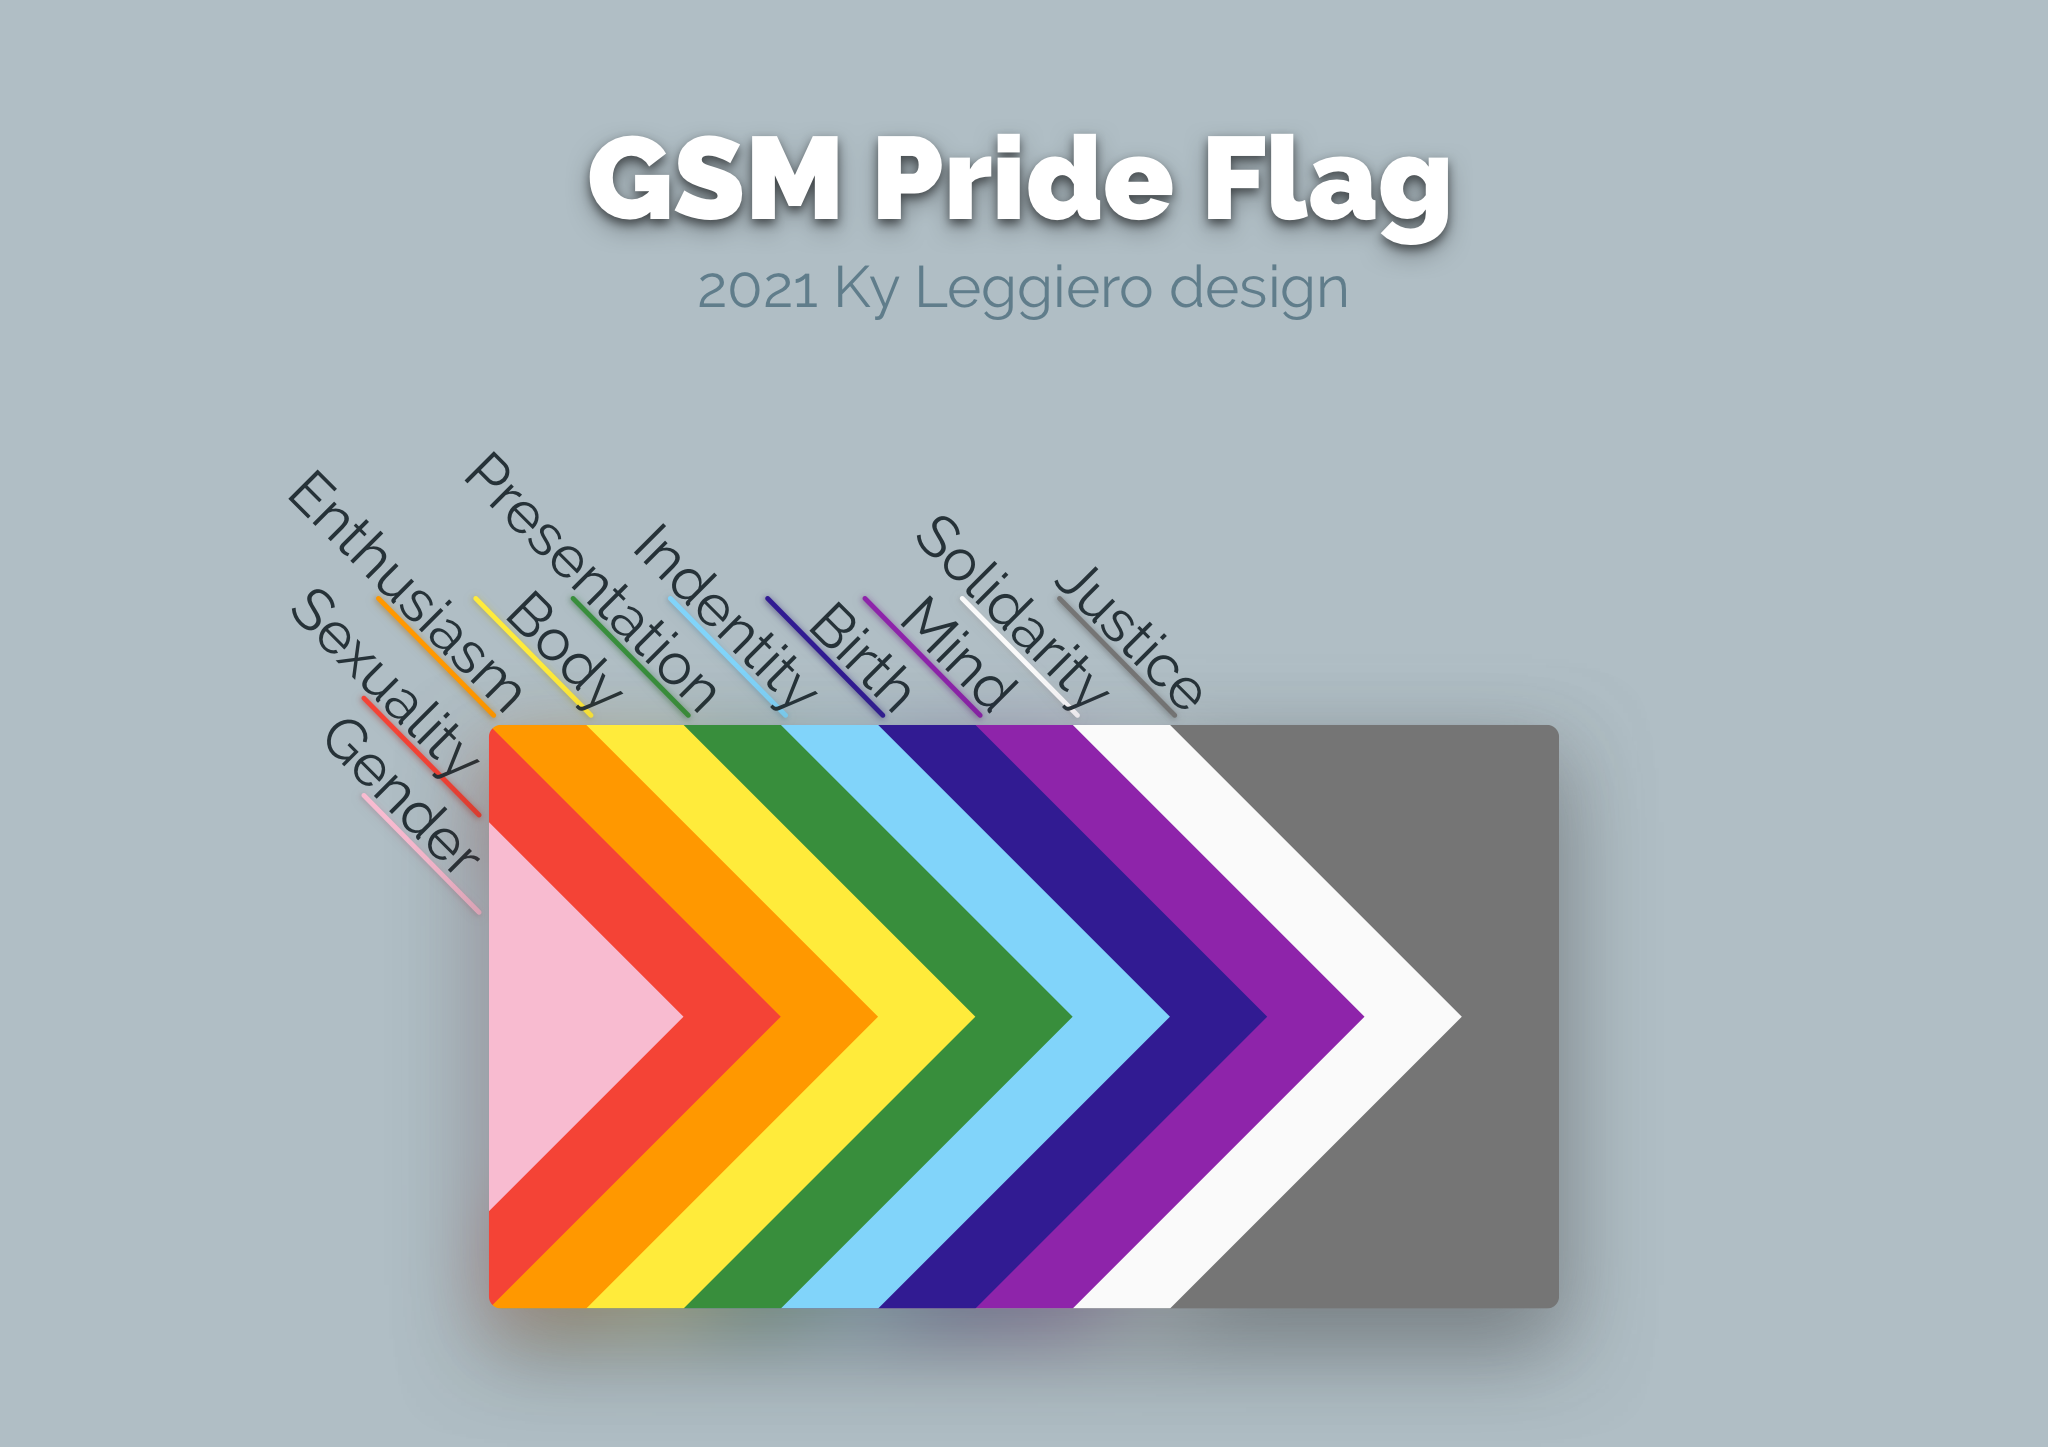 GSM Pride Flag
2021 Ky Leggiero design
Gender
Sexuality
Enthusiasm
Body
Presentation
Indentity
Birth
Mind
Solidarity
Justice